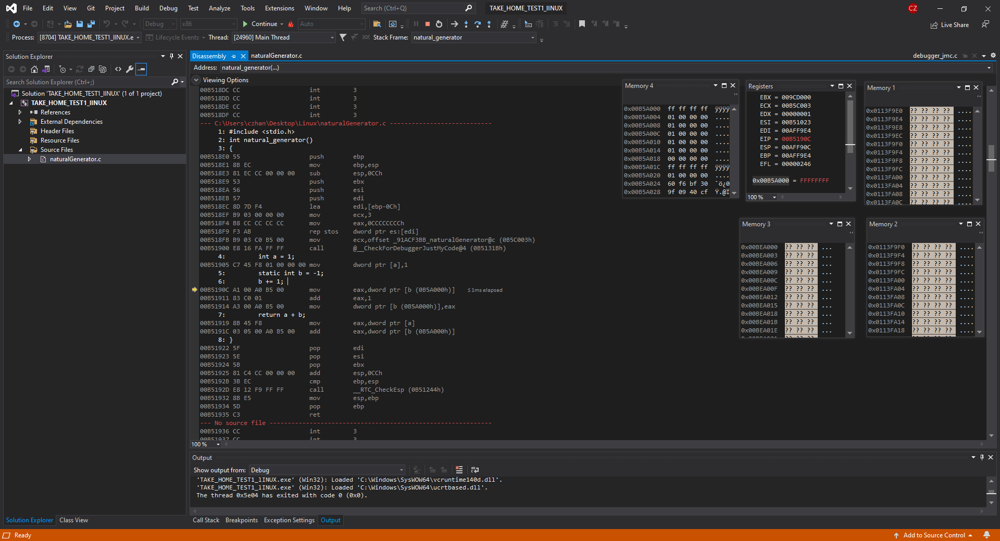 File Edit View Git Project Build Debug Test Analyze Tools Extensions Window Help Search (Ctrl+Q) TAKE_HOME_TEST1_lINUX CZ
Debug x86 Continue Auto Live Share
Process: [8704] TAKE_HOME_TEST1_lINUX.e Lifecycle Events Thread: [24960] Main Thread Stack Frame: natural_generator
Solution Explorer
Search Solution Explorer (Ctrl+;)
Solution 'TAKE_HOME_TEST1_lINUX' (1 of 1 project)
TAKE_HOME_TEST1_lINUX
References
External Dependencies
Header Files
Resource Files
Source Files
naturalGenerator.c
Solution Explorer Class View
Disassembly naturalGenerator.c debugger_jmc.c
Address: natural_generator(...)
Viewing Options
00B518DC CC int 3
00B518DD CC int 3
00B518DE CC int 3
00B518DF CC int 3
--- C:\Users\czhan\Desktop\Linux\naturalGenerator.c ----------------------------
1: #include <stdio.h>
2: int natural_generator()
3: {
00B518E0 55 push ebp
00B518E1 8B EC mov ebp,esp
00B518E3 81 EC CC 00 00 00 sub esp,0CCh
00B518E9 53 push ebx
00B518EA 56 push esi
00B518EB 57 push edi
00B518EC 8D 7D F4 lea edi,[ebp-0Ch]
00B518EF B9 03 00 00 00 mov ecx,3
00B518F4 B8 CC CC CC CC mov eax,0CCCCCCCCh
00B518F9 F3 AB rep stos dword ptr es:[edi]
00B518FB B9 03 C0 B5 00 mov ecx,offset _91ACF3BB_naturalGenerator@c (0B5C003h)
00B51900 E8 16 FA FF FF call @__CheckForDebuggerJustMyCode@4 (0B5131Bh)
4: int a = 1;
00B51905 C7 45 F8 01 00 00 00 mov dword ptr [a],1
5: static int b = -1;
6: b += 1;
00B5190C A1 00 A0 B5 00 mov eax,dword ptr [b (0B5A000h)] ≤1ms elapsed
00B51911 83 C0 01 add eax,1
00B51914 A3 00 A0 B5 00 mov dword ptr [b (0B5A000h)],eax
7: return a + b;
00B51919 8B 45 F8 mov eax,dword ptr [a]
00B5191C 03 05 00 A0 B5 00 add eax,dword ptr [b (0B5A000h)]
8: }
00B51922 5F pop edi
00B51923 5E pop esi
00B51924 5B pop ebx
00B51925 81 C4 CC 00 00 00 add esp,0CCh
00B5192B 3B EC cmp ebp,esp
00B5192D E8 12 F9 FF FF call __RTC_CheckEsp (0B51244h)
00B51932 8B E5 mov esp,ebp
00B51934 5D pop ebp
00B51935 C3 ret
--- No source file -------------------------------------------------------------
00B51936 CC int 3
00B51937 CC int 3
100 %
Memory 4
0x00B5A000 ff ff ff ff ÿÿÿÿ
0x00B5A004 01 00 00 00 ....
0x00B5A008 01 00 00 00 ....
0x00B5A00C 01 00 00 00 ....
0x00B5A010 01 00 00 00 ....
0x00B5A014 01 00 00 00 ....
0x00B5A018 00 00 00 00 ....
0x00B5A01C ff ff ff ff ÿÿÿÿ
0x00B5A020 01 00 00 00 ....
0x00B5A024 60 f6 bf 30 `ö¿0
0x00B5A028 9f 09 40 cf Ÿ.@Ï
Registers
EBX = 009CD000
ECX = 00B5C003
EDX = 00000001
ESI = 00B51023
EDI = 00AFF9E4
EIP = 00B5190C
ESP = 00AFF90C
EBP = 00AFF9E4
EFL = 00000246
0x00B5A000 = FFFFFFFF
100 %
Memory 1
0x0113F9E0 ?? ?? ?? ?? ....
0x0113F9E4 ?? ?? ?? ?? ....
0x0113F9E8 ?? ?? ?? ?? ....
0x0113F9EC ?? ?? ?? ?? ....
0x0113F9F0 ?? ?? ?? ?? ....
0x0113F9F4 ?? ?? ?? ?? ....
0x0113F9F8 ?? ?? ?? ?? ....
0x0113F9FC ?? ?? ?? ?? ....
0x0113FA00 ?? ?? ?? ?? ....
0x0113FA04 ?? ?? ?? ?? ....
0x0113FA08 ?? ?? ?? ?? ....
0x0113FA0C ?? ?? ?? ?? ....
Memory 3
0x00BEA000 ?? ?? ?? ...
0x00BEA003 ?? ?? ?? ...
0x00BEA006 ?? ?? ?? ...
0x00BEA009 ?? ?? ?? ...
0x00BEA00C ?? ?? ?? ...
0x00BEA00F ?? ?? ?? ...
0x00BEA012 ?? ?? ?? ...
0x00BEA015 ?? ?? ?? ...
0x00BEA018 ?? ?? ?? ...
0x00BEA01B ?? ?? ?? ...
0x00BEA01E ?? ?? ?? ...
0x00BEA021 ?? ?? ?? ...
Memory 2
0x0113F9F0 ?? ?? ?? ?? ....
0x0113F9F4 ?? ?? ?? ?? ....
0x0113F9F8 ?? ?? ?? ?? ....
0x0113F9FC ?? ?? ?? ?? ....
0x0113FA00 ?? ?? ?? ?? ....
0x0113FA04 ?? ?? ?? ?? ....
0x0113FA08 ?? ?? ?? ?? ....
0x0113FA0C ?? ?? ?? ?? ....
0x0113FA10 ?? ?? ?? ?? ....
0x0113FA14 ?? ?? ?? ?? ....
0x0113FA18 ?? ?? ?? ?? ....
Output
Show output from: Debug
'TAKE_HOME_TEST1_lINUX.exe' (Win32): Loaded 'C:\Windows\SysWOW64\vcruntime140d.dll'.
'TAKE_HOME_TEST1_lINUX.exe' (Win32): Loaded 'C:\Windows\SysWOW64\ucrtbased.dll'.
The thread 0x5e04 has exited with code 0 (0x0).
Call Stack Breakpoints Exception Settings Output
Ready Add to Source Control